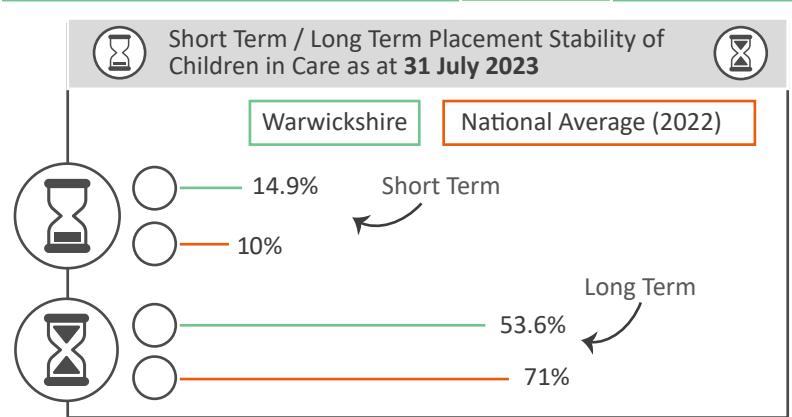 Short Term / Long Term Placement Stability of
Children in Care as at 31 July 2023
Warwickshire
National Average (2022)
14.9%
Short Term
10%
Long Term
53.6%
71%